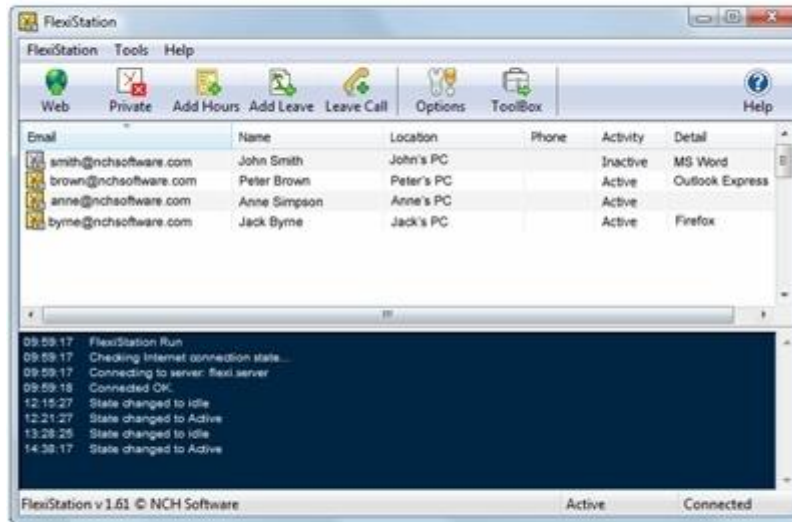 FlexiStation
FlexiStation Tools Help
Web Private Add Hours Add Leave Leave Call Options ToolBox Help
Email Name Location Phone Activity Detail
smith@nchsoftware.com John Smith John's PC Inactive MS Word
brown@nchsoftware.com Peter Brown Peter's PC Active Outlook Express
anne@nchsoftware.com Anne Simpson Anne's PC Active
byrne@nchsoftware.com Jack Byrne Jack's PC Active Firefox
09:59:17 FlexiStation Run
09:59:17 Checking Internet connection state...
09:59:17 Connecting to server: flexi.server
09:59:18 Connected OK.
12:15:27 State changed to idle
12:21:27 State changed to Active
13:28:25 State changed to idle
14:38:17 State changed to Active
FlexiStation v 1.61 © NCH Software Active Connected